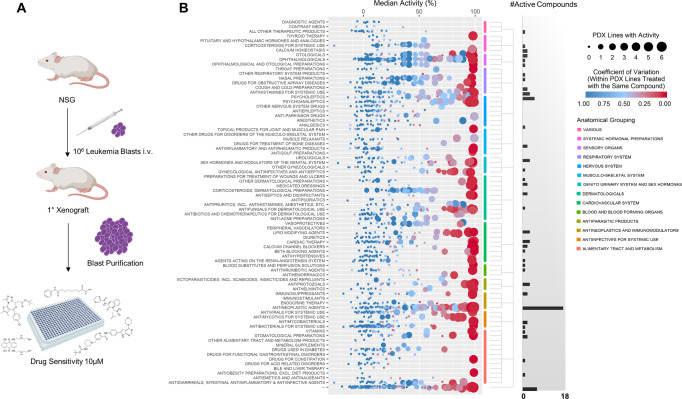 A
NSG
10⁶ Leukemia Blasts i.v.
1° Xenograft
Blast Purification
Drug Sensitivity 10µM
B
Median Activity (%)
0
50
100
DIAGNOSTIC AGENTS
CONTRAST MEDIA
ALL OTHER THERAPEUTIC PRODUCTS
THYROID THERAPY
PITUITARY AND HYPOTHALAMIC HORMONES AND ANALOGUES
CORTICOSTEROIDS FOR SYSTEMIC USE
CALCIUM HOMEOSTASIS
OTOLOGICALS
OPHTHALMOLOGICALS
OPHTHALMOLOGICAL AND OTOLOGICAL PREPARATIONS
THROAT PREPARATIONS
OTHER RESPIRATORY SYSTEM PRODUCTS
NASAL PREPARATIONS
DRUGS FOR OBSTRUCTIVE AIRWAY DISEASES
COUGH AND COLD PREPARATIONS
ANTIHISTAMINES FOR SYSTEMIC USE
PSYCHOLEPTICS
PSYCHOANALEPTICS
OTHER NERVOUS SYSTEM DRUGS
ANTIEPILEPTICS
ANTI-PARKINSON DRUGS
ANESTHETICS
ANALGESICS
TOPICAL PRODUCTS FOR JOINT AND MUSCULAR PAIN
OTHER DRUGS FOR DISORDERS OF THE MUSCULO-SKELETAL SYSTEM
MUSCLE RELAXANTS
DRUGS FOR TREATMENT OF BONE DISEASES
ANTIINFLAMMATORY AND ANTIRHEUMATIC PRODUCTS
ANTIGOUT PREPARATIONS
UROLOGICALS
SEX HORMONES AND MODULATORS OF THE GENITAL SYSTEM
OTHER GYNECOLOGICALS
GYNECOLOGICAL ANTIINFECTIVES AND ANTISEPTICS
PREPARATIONS FOR TREATMENT OF WOUNDS AND ULCERS
OTHER DERMATOLOGICAL PREPARATIONS
MEDICATED DRESSINGS
CORTICOSTEROIDS, DERMATOLOGICAL PREPARATIONS
ANTISEPTICS AND DISINFECTANTS
ANTIPSORIATICS
ANTIPRURITICS, INCL. ANTIHISTAMINES, ANESTHETICS, ETC.
ANTIFUNGALS FOR DERMATOLOGICAL USE
ANTIBIOTICS AND CHEMOTHERAPEUTICS FOR DERMATOLOGICAL USE
ANTI-ACNE PREPARATIONS
VASOPROTECTIVES
PERIPHERAL VASODILATORS
LIPID MODIFYING AGENTS
DIURETICS
CARDIAC THERAPY
CALCIUM CHANNEL BLOCKERS
BETA BLOCKING AGENTS
ANTIHYPERTENSIVES
AGENTS ACTING ON THE RENIN-ANGIOTENSIN SYSTEM
BLOOD SUBSTITUTES AND PERFUSION SOLUTIONS
ANTITHROMBOTIC AGENTS
ANTIHEMORRHAGICS
ECTOPARASITICIDES, INCL. SCABICIDES, INSECTICIDES AND REPELLENTS
ANTIPROTOZOALS
ANTHELMINTICS
IMMUNOSUPPRESSANTS
IMMUNOSTIMULANTS
ENDOCRINE THERAPY
ANTINEOPLASTIC AGENTS
ANTIVIRALS FOR SYSTEMIC USE
ANTIMYCOTICS FOR SYSTEMIC USE
ANTIMYCOBACTERIALS
ANTIBACTERIALS FOR SYSTEMIC USE
VITAMINS
STOMATOLOGICAL PREPARATIONS
OTHER ALIMENTARY TRACT AND METABOLISM PRODUCTS
MINERAL SUPPLEMENTS
DRUGS USED IN DIABETES
DRUGS FOR FUNCTIONAL GASTROINTESTINAL DISORDERS
DRUGS FOR CONSTIPATION
DRUGS FOR ACID RELATED DISORDERS
BILE AND LIVER THERAPY
ANTIOBESITY PREPARATIONS, EXCL. DIET PRODUCTS
ANTIEMETICS AND ANTINAUSEANTS
ANTIDIARRHEALS, INTESTINAL ANTIINFLAMMATORY & ANTIINFECTIVE AGENTS
#Active Compounds
0
18
PDX Lines with Activity
1 2 3 4 5 6
Coefficient of Variation
(Within PDX Lines Treated
with the Same Compound)
1.00 0.75 0.50 0.25 0.00
Anatomical Grouping
VARIOUS
SYSTEMIC HORMONAL PREPARATIONS
SENSORY ORGANS
RESPIRATORY SYSTEM
NERVOUS SYSTEM
MUSCULO-SKELETAL SYSTEM
GENITO URINARY SYSTEM AND SEX HORMONES
DERMATOLOGICALS
CARDIOVASCULAR SYSTEM
BLOOD AND BLOOD FORMING ORGANS
ANTIPARASITIC PRODUCTS
ANTINEOPLASTICS AND IMMUNOMODULATORS
ANTIINFECTIVES FOR SYSTEMIC USE
ALIMENTARY TRACT AND METABOLISM